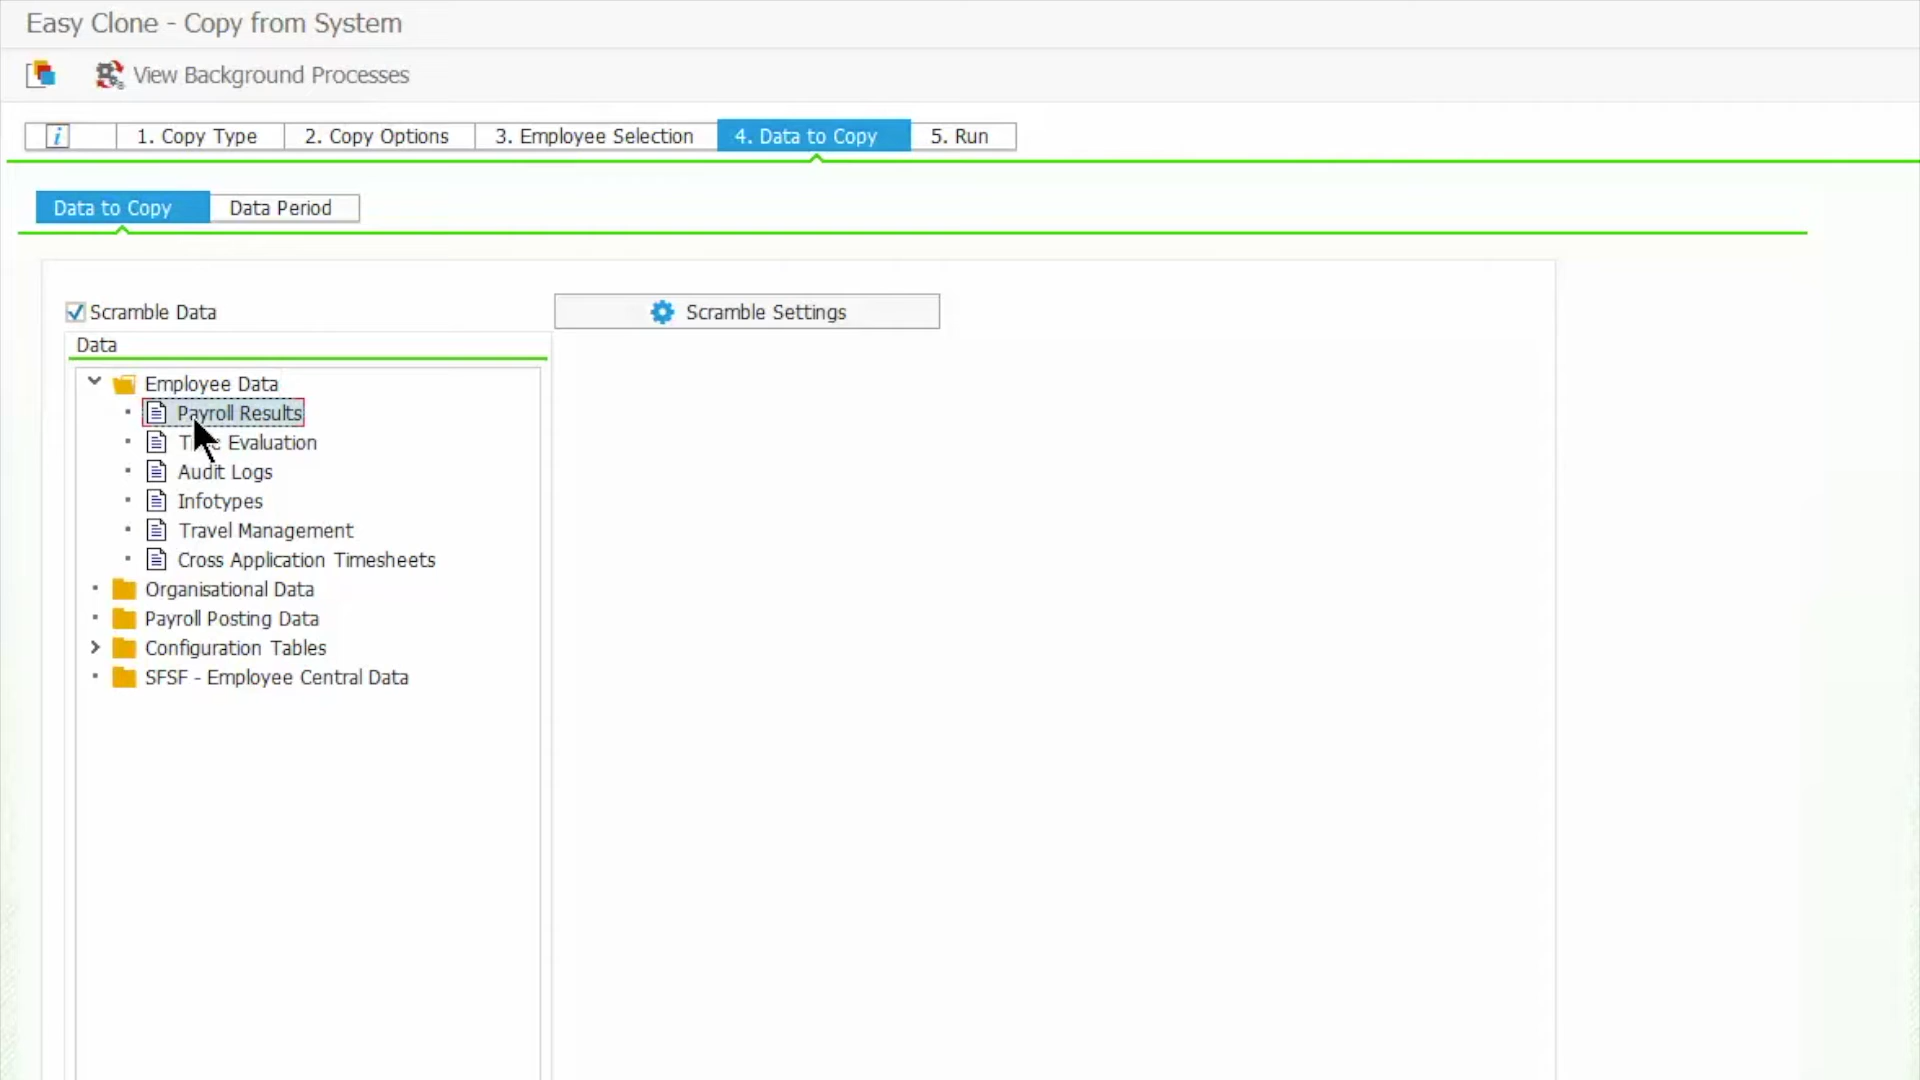 Easy Clone - Copy from System
View Background Processes
i 1. Copy Type 2. Copy Options 3. Employee Selection 4. Data to Copy 5. Run
Data to Copy Data Period
Scramble Data Scramble Settings
Data
Employee Data
Payroll Results
Evaluation
Audit Logs
Infotypes
Travel Management
Cross Application Timesheets
Organisational Data
Payroll Posting Data
Configuration Tables
SFSF - Employee Central Data